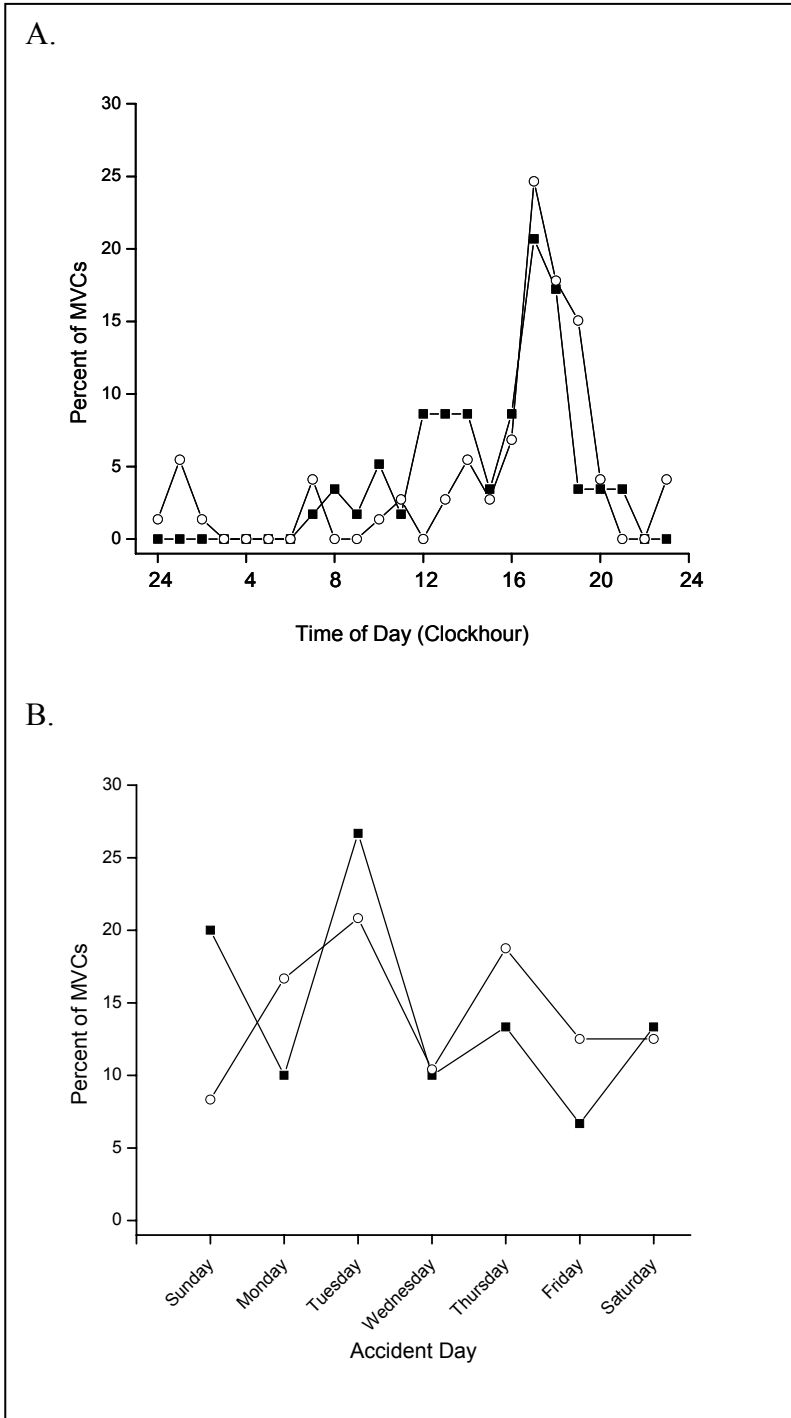 A.
30
25
20
15
10
5
0
Percent of MVCs
24 4 8 12 16 20 24
Time of Day (Clockhour)
B.
30
25
20
15
10
5
0
Percent of MVCs
Sunday
Monday
Tuesday
Wednesday
Thursday
Friday
Saturday
Accident Day